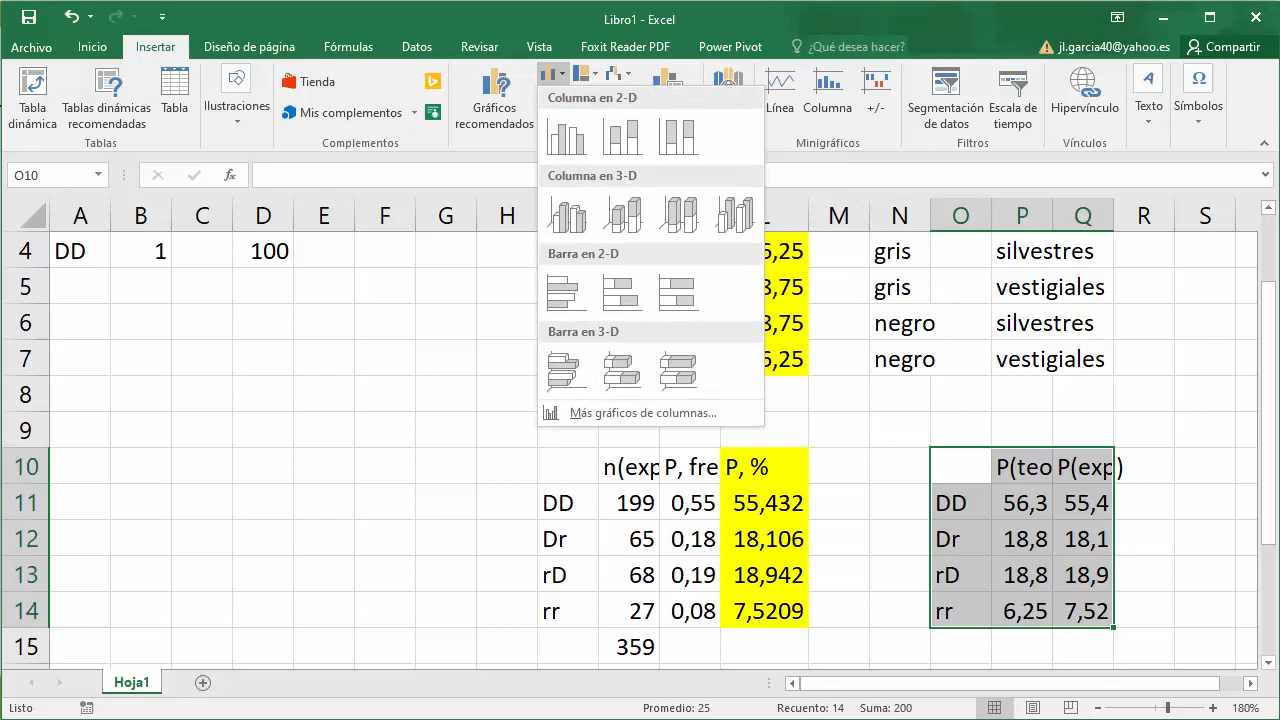 Libro1 - Excel
Archivo Inicio Insertar Diseño de página Fórmulas Datos Revisar Vista Foxit Reader PDF Power Pivot ¿Qué desea hacer? jl.garcia40@yahoo.es Compartir
Tabla dinámica
Tablas dinámicas recomendadas
Tabla
Tablas
Ilustraciones
Tienda
Mis complementos
Complementos
Gráficos recomendados
Línea
Columna
+/-
Minigráficos
Segmentación de datos
Escala de tiempo
Filtros
Hipervínculo
Vínculos
Texto
Símbolos
Columna en 2-D
Columna en 3-D
Barra en 2-D
Barra en 3-D
Más gráficos de columnas...
O10 fx
A B C D E F G H L M N O P Q R S
4 DD 1 100 6,25 gris silvestres
5 8,75 gris vestigiales
6 8,75 negro silvestres
7 6,25 negro vestigiales
8
9
10 n(exp P, fre P, % P(teo P(exp)
11 DD 199 0,55 55,432 DD 56,3 55,4
12 Dr 65 0,18 18,106 Dr 18,8 18,1
13 rD 68 0,19 18,942 rD 18,8 18,9
14 rr 27 0,08 7,5209 rr 6,25 7,52
15 359
Hoja1
Listo Promedio: 25 Recuento: 14 Suma: 200 180%